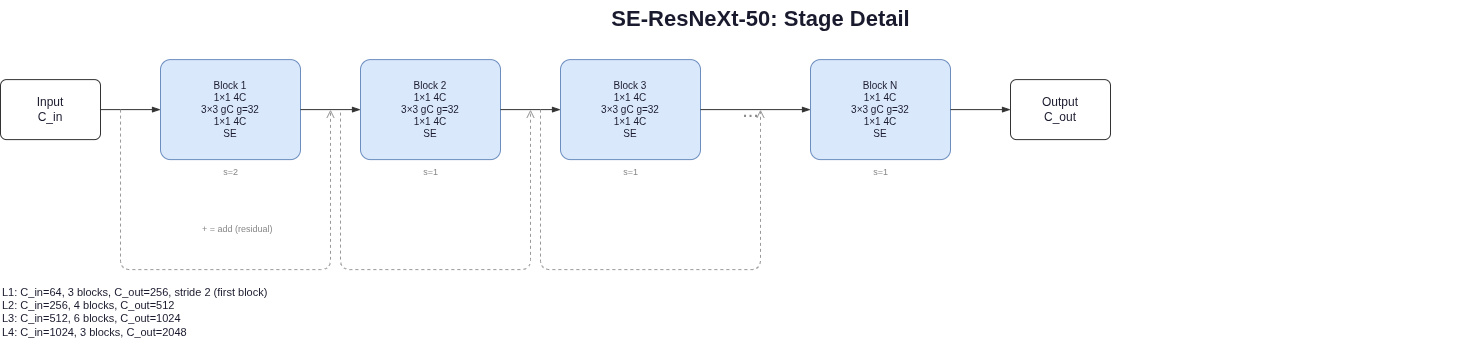 SE-ResNeXt-50: Stage Detail
Input
C_in
Block 1
1×1 4C
3×3 gC g=32
1×1 4C
SE
s=2
Block 2
1×1 4C
3×3 gC g=32
1×1 4C
SE
s=1
Block 3
1×1 4C
3×3 gC g=32
1×1 4C
SE
s=1
...
Block N
1×1 4C
3×3 gC g=32
1×1 4C
SE
s=1
Output
C_out
+ = add (residual)
L1: C_in=64, 3 blocks, C_out=256, stride 2 (first block)
L2: C_in=256, 4 blocks, C_out=512
L3: C_in=512, 6 blocks, C_out=1024
L4: C_in=1024, 3 blocks, C_out=2048